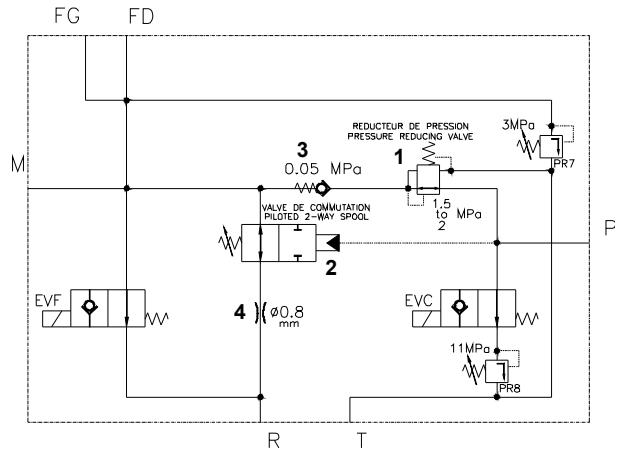 FG FD
REDUCTEUR DE PRESSION
PRESSURE REDUCING VALVE
3MPa
PR7
3
0.05 MPa
1
M
1.5
to MPa
2
VALVE DE COMMUTATION
PILOTED 2-WAY SPOOL
P
2
EVF
4
Ø0.8
mm
EVC
11MPa
PR8
R T